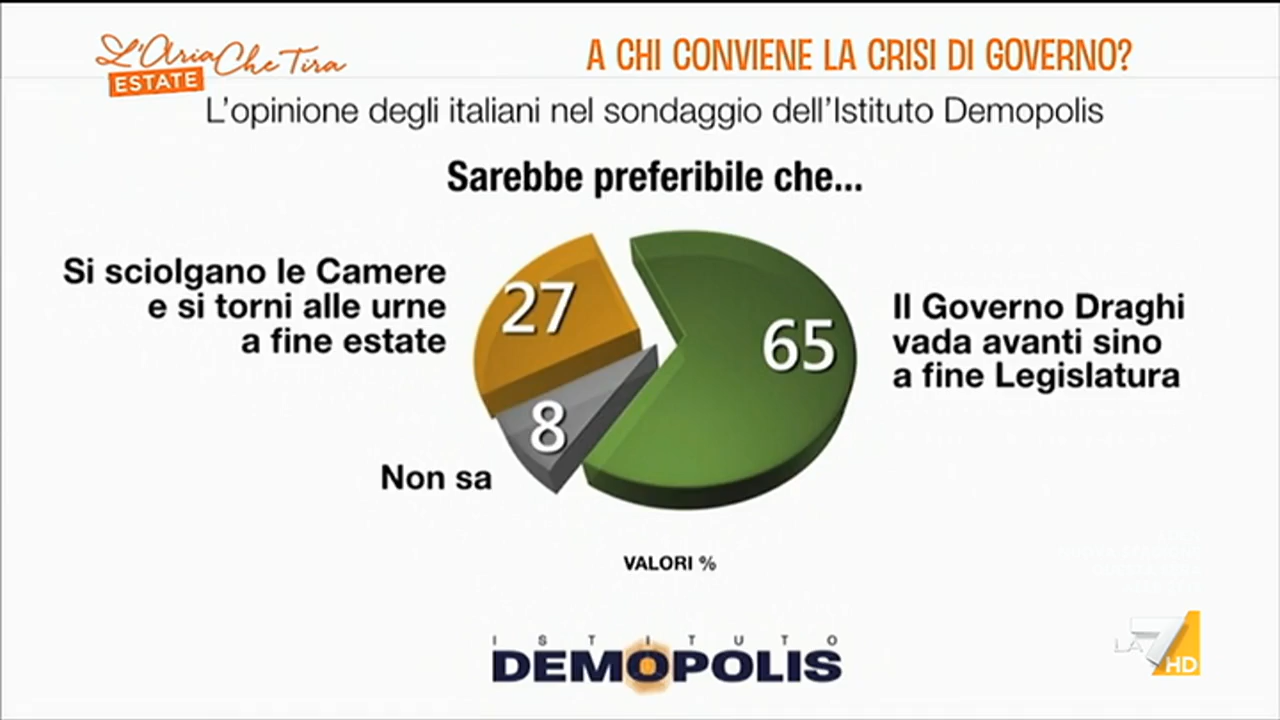 L'Aria Che Tira
ESTATE
A CHI CONVIENE LA CRISI DI GOVERNO?
L'opinione degli italiani nel sondaggio dell'Istituto Demopolis
Sarebbe preferibile che...
Si sciolgano le Camere
e si torni alle urne
a fine estate
27
65
Il Governo Draghi
vada avanti sino
a fine Legislatura
8
Non sa
VALORI %
ISTITUTO
DEMOPOLIS
LA7
HD